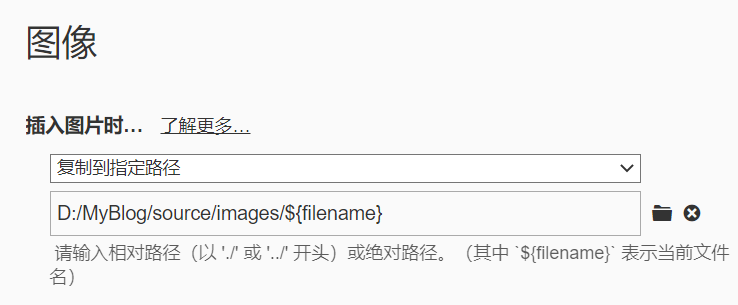 图像
插入图片时... 了解更多...
复制到指定路径
D:/MyBlog/source/images/${filename}
请输入相对路径（以 './' 或 '../' 开头）或绝对路径。（其中 `${filename}` 表示当前文件
名）